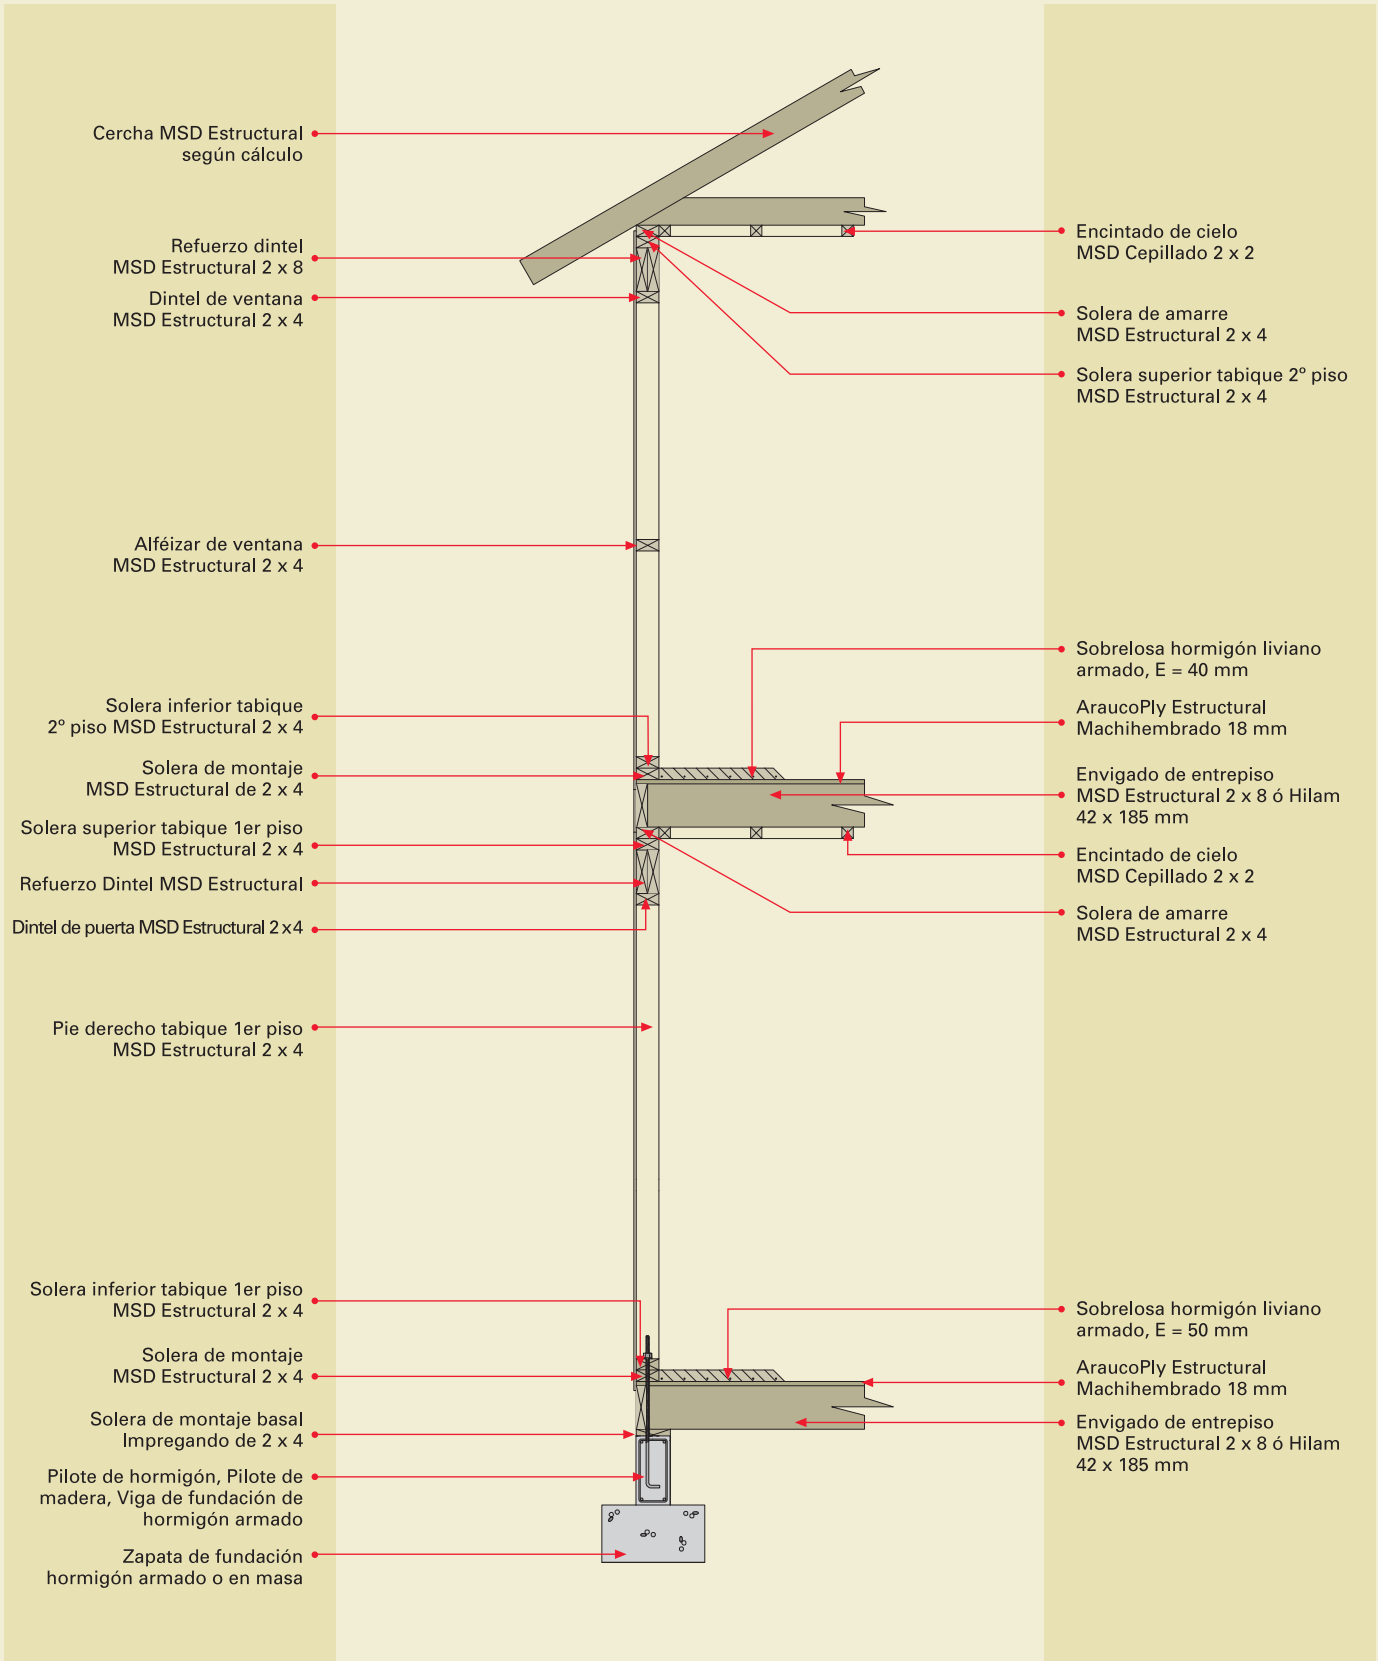 Cercha MSD Estructural
según cálculo
Refuerzo dintel
MSD Estructural 2 x 8
Dintel de ventana
MSD Estructural 2 x 4
Alféizar de ventana
MSD Estructural 2 x 4
Solera inferior tabique
2º piso MSD Estructural 2 x 4
Solera de montaje
MSD Estructural de 2 x 4
Solera superior tabique 1er piso
MSD Estructural 2 x 4
Refuerzo Dintel MSD Estructural
Dintel de puerta MSD Estructural 2 x 4
Pie derecho tabique 1er piso
MSD Estructural 2 x 4
Solera inferior tabique 1er piso
MSD Estructural 2 x 4
Solera de montaje
MSD Estructural 2 x 4
Solera de montaje basal
Impregando de 2 x 4
Pilote de hormigón, Pilote de
madera, Viga de fundación de
hormigón armado
Zapata de fundación
hormigón armado o en masa
Encintado de cielo
MSD Cepillado 2 x 2
Solera de amarre
MSD Estructural 2 x 4
Solera superior tabique 2º piso
MSD Estructural 2 x 4
Sobrelosa hormigón liviano
armado, E = 40 mm
AraucoPly Estructural
Machihembrado 18 mm
Envigado de entrepiso
MSD Estructural 2 x 8 ó Hilam
42 x 185 mm
Encintado de cielo
MSD Cepillado 2 x 2
Solera de amarre
MSD Estructural 2 x 4
Sobrelosa hormigón liviano
armado, E = 50 mm
AraucoPly Estructural
Machihembrado 18 mm
Envigado de entrepiso
MSD Estructural 2 x 8 ó Hilam
42 x 185 mm